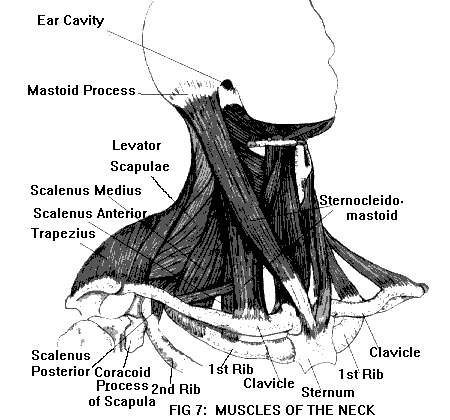 Ear Cavity
Mastoid Process
Levator
Scapulae
Scalenus Medius
Scalenus Anterior
Trapezius
Sternocleido-
mastoid
Scalenus
Posterior
Coracoid
Process
of Scapula
2nd Rib
1st Rib
Clavicle
Sternum
1st Rib
Clavicle
FIG 7: MUSCLES OF THE NECK